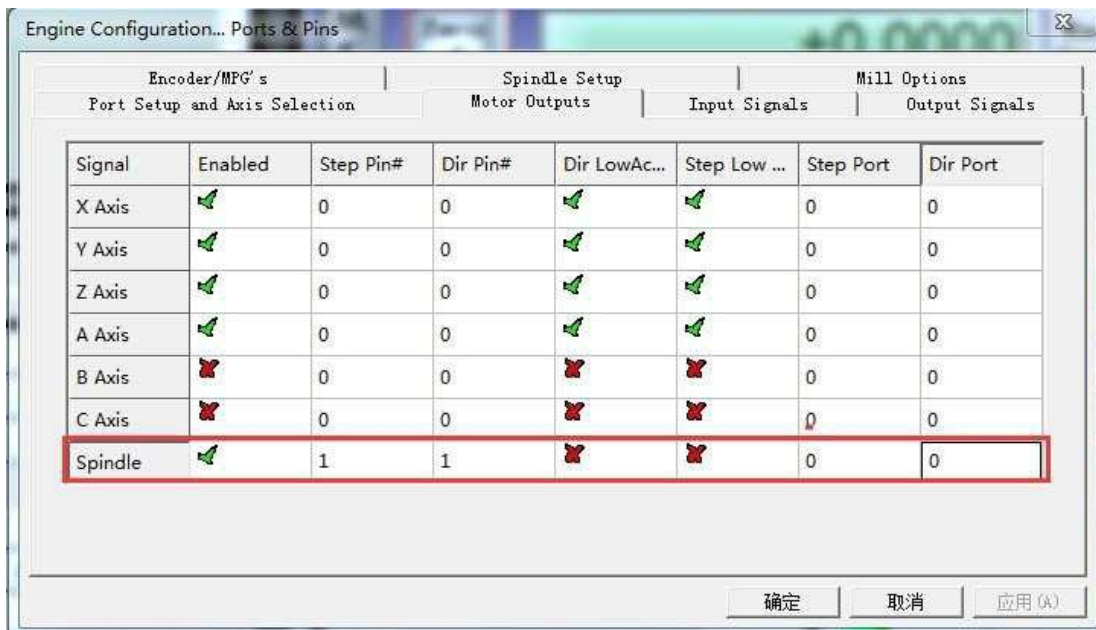 Engine Configuration... Ports & Pins
+0.0000
Encoder/MPG's Spindle Setup Mill Options
Port Setup and Axis Selection Motor Outputs Input Signals Output Signals
Signal Enabled Step Pin# Dir Pin# Dir LowAc... Step Low ... Step Port Dir Port
X Axis 0 0 0 0
Y Axis 0 0 0 0
Z Axis 0 0 0 0
A Axis 0 0 0 0
B Axis 0 0 0 0
C Axis 0 0 0 0
Spindle 1 1 0 0
确定 取消 应用(A)